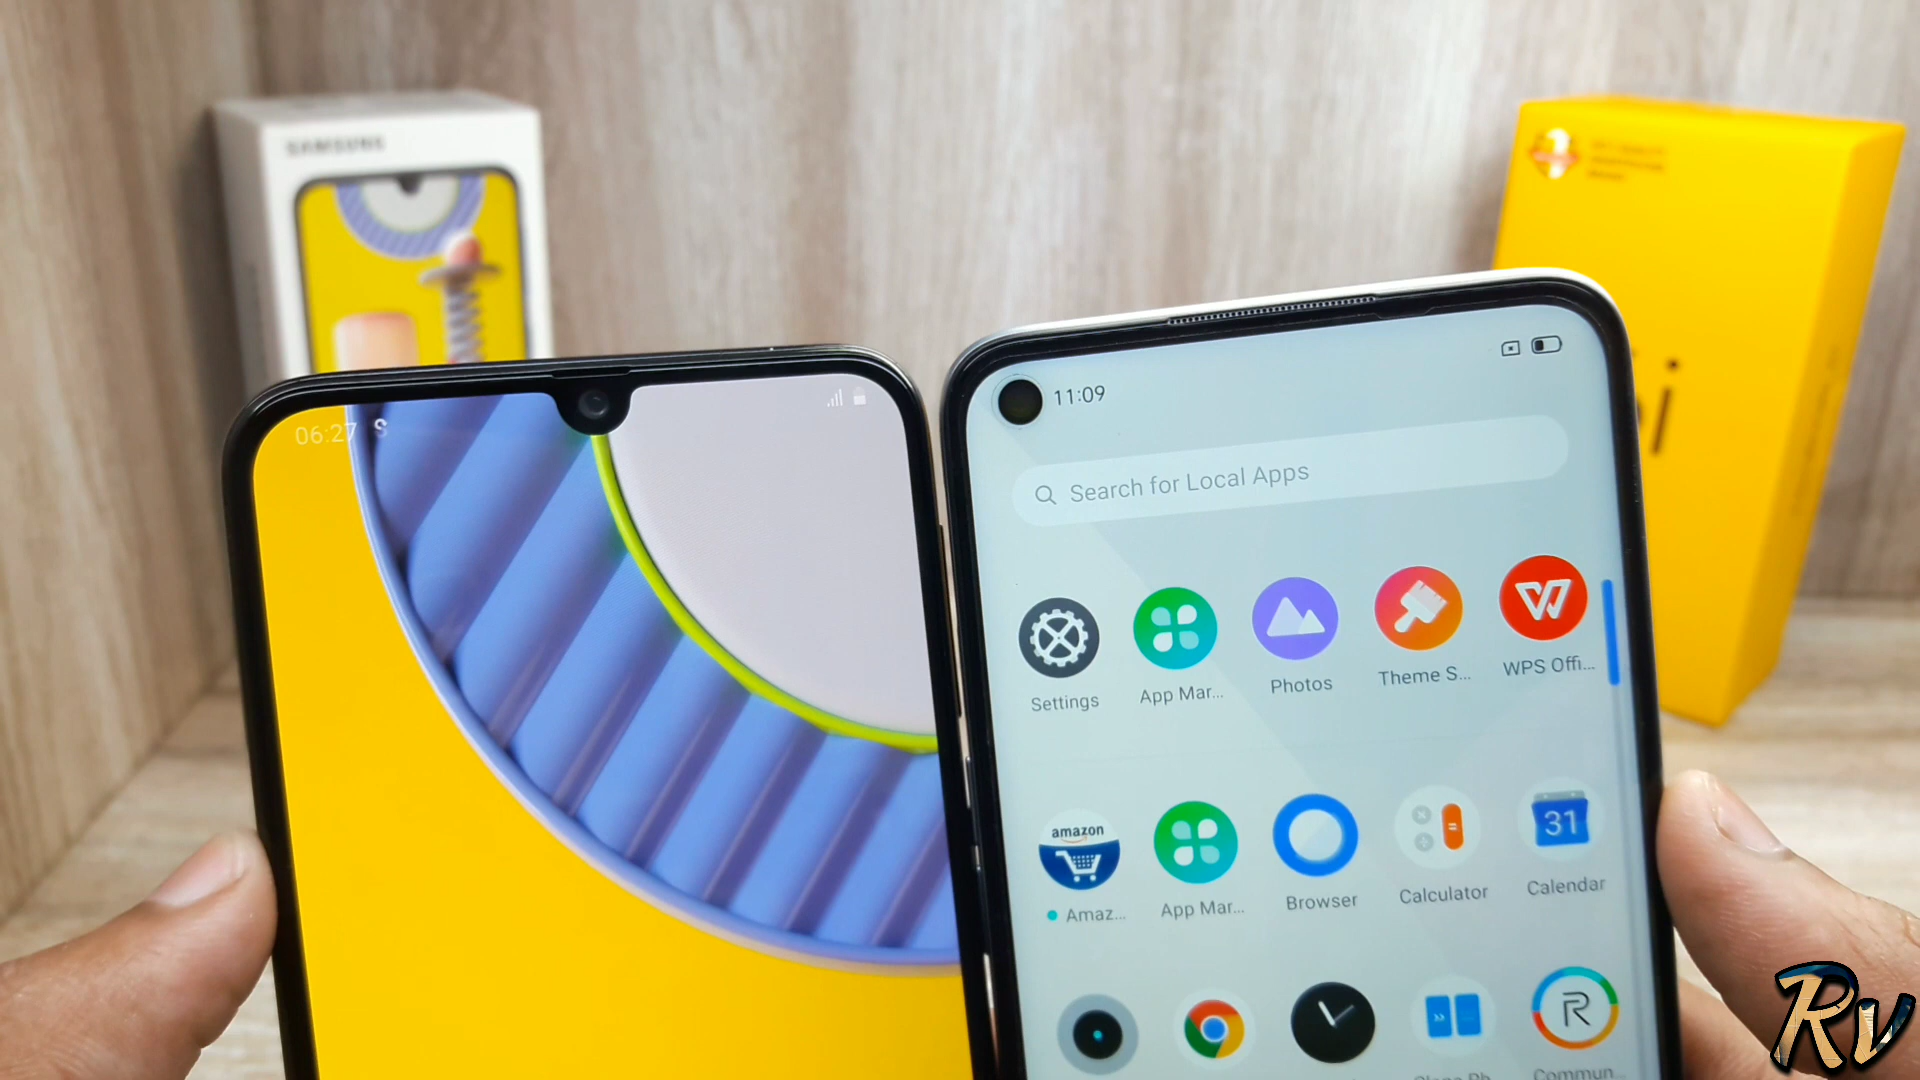 SAMSUNG
06:27
11:09
Search for Local Apps
Settings
App Mar...
Photos
Theme S...
WPS Offi...
amazon
31
Amaz...
App Mar...
Browser
Calculator
Calendar
R
Commun...
Rv